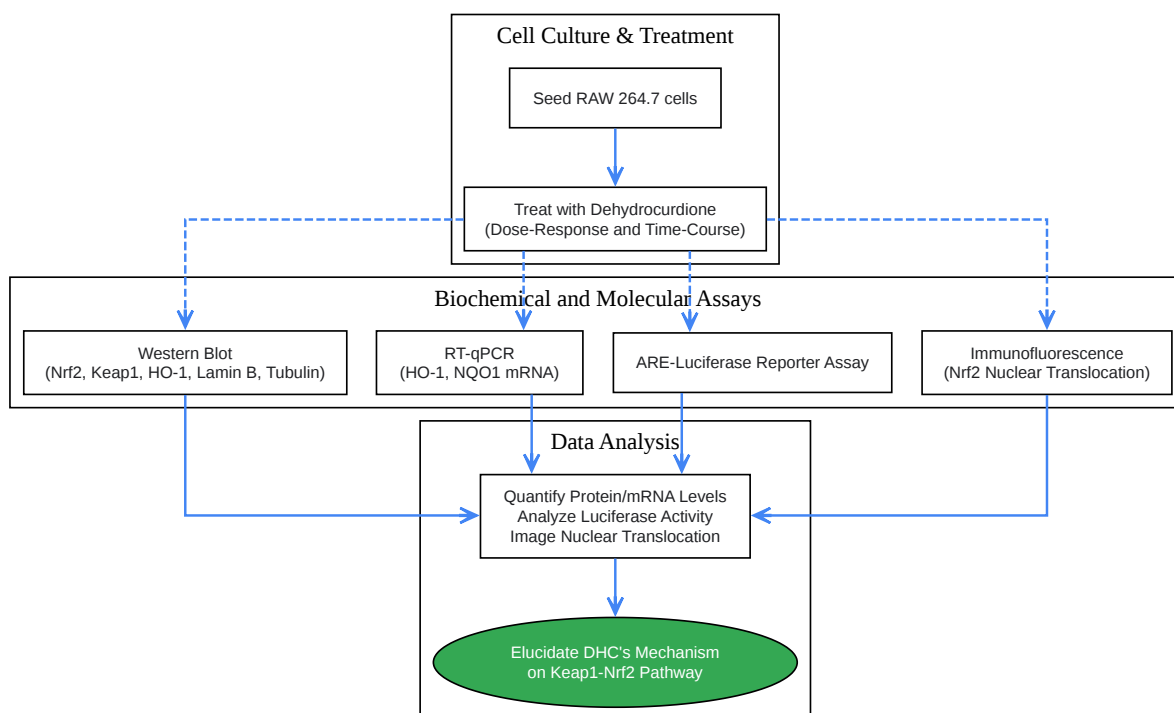 Cell Culture & Treatment
Seed RAW 264.7 cells
Treat with Dehydrocurdione
(Dose-Response and Time-Course)
Biochemical and Molecular Assays
Western Blot
(Nrf2, Keap1, HO-1, Lamin B, Tubulin)
RT-qPCR
(HO-1, NQO1 mRNA)
ARE-Luciferase Reporter Assay
Immunofluorescence
(Nrf2 Nuclear Translocation)
Data Analysis
Quantify Protein/mRNA Levels
Analyze Luciferase Activity
Image Nuclear Translocation
Elucidate DHC's Mechanism
on Keap1-Nrf2 Pathway